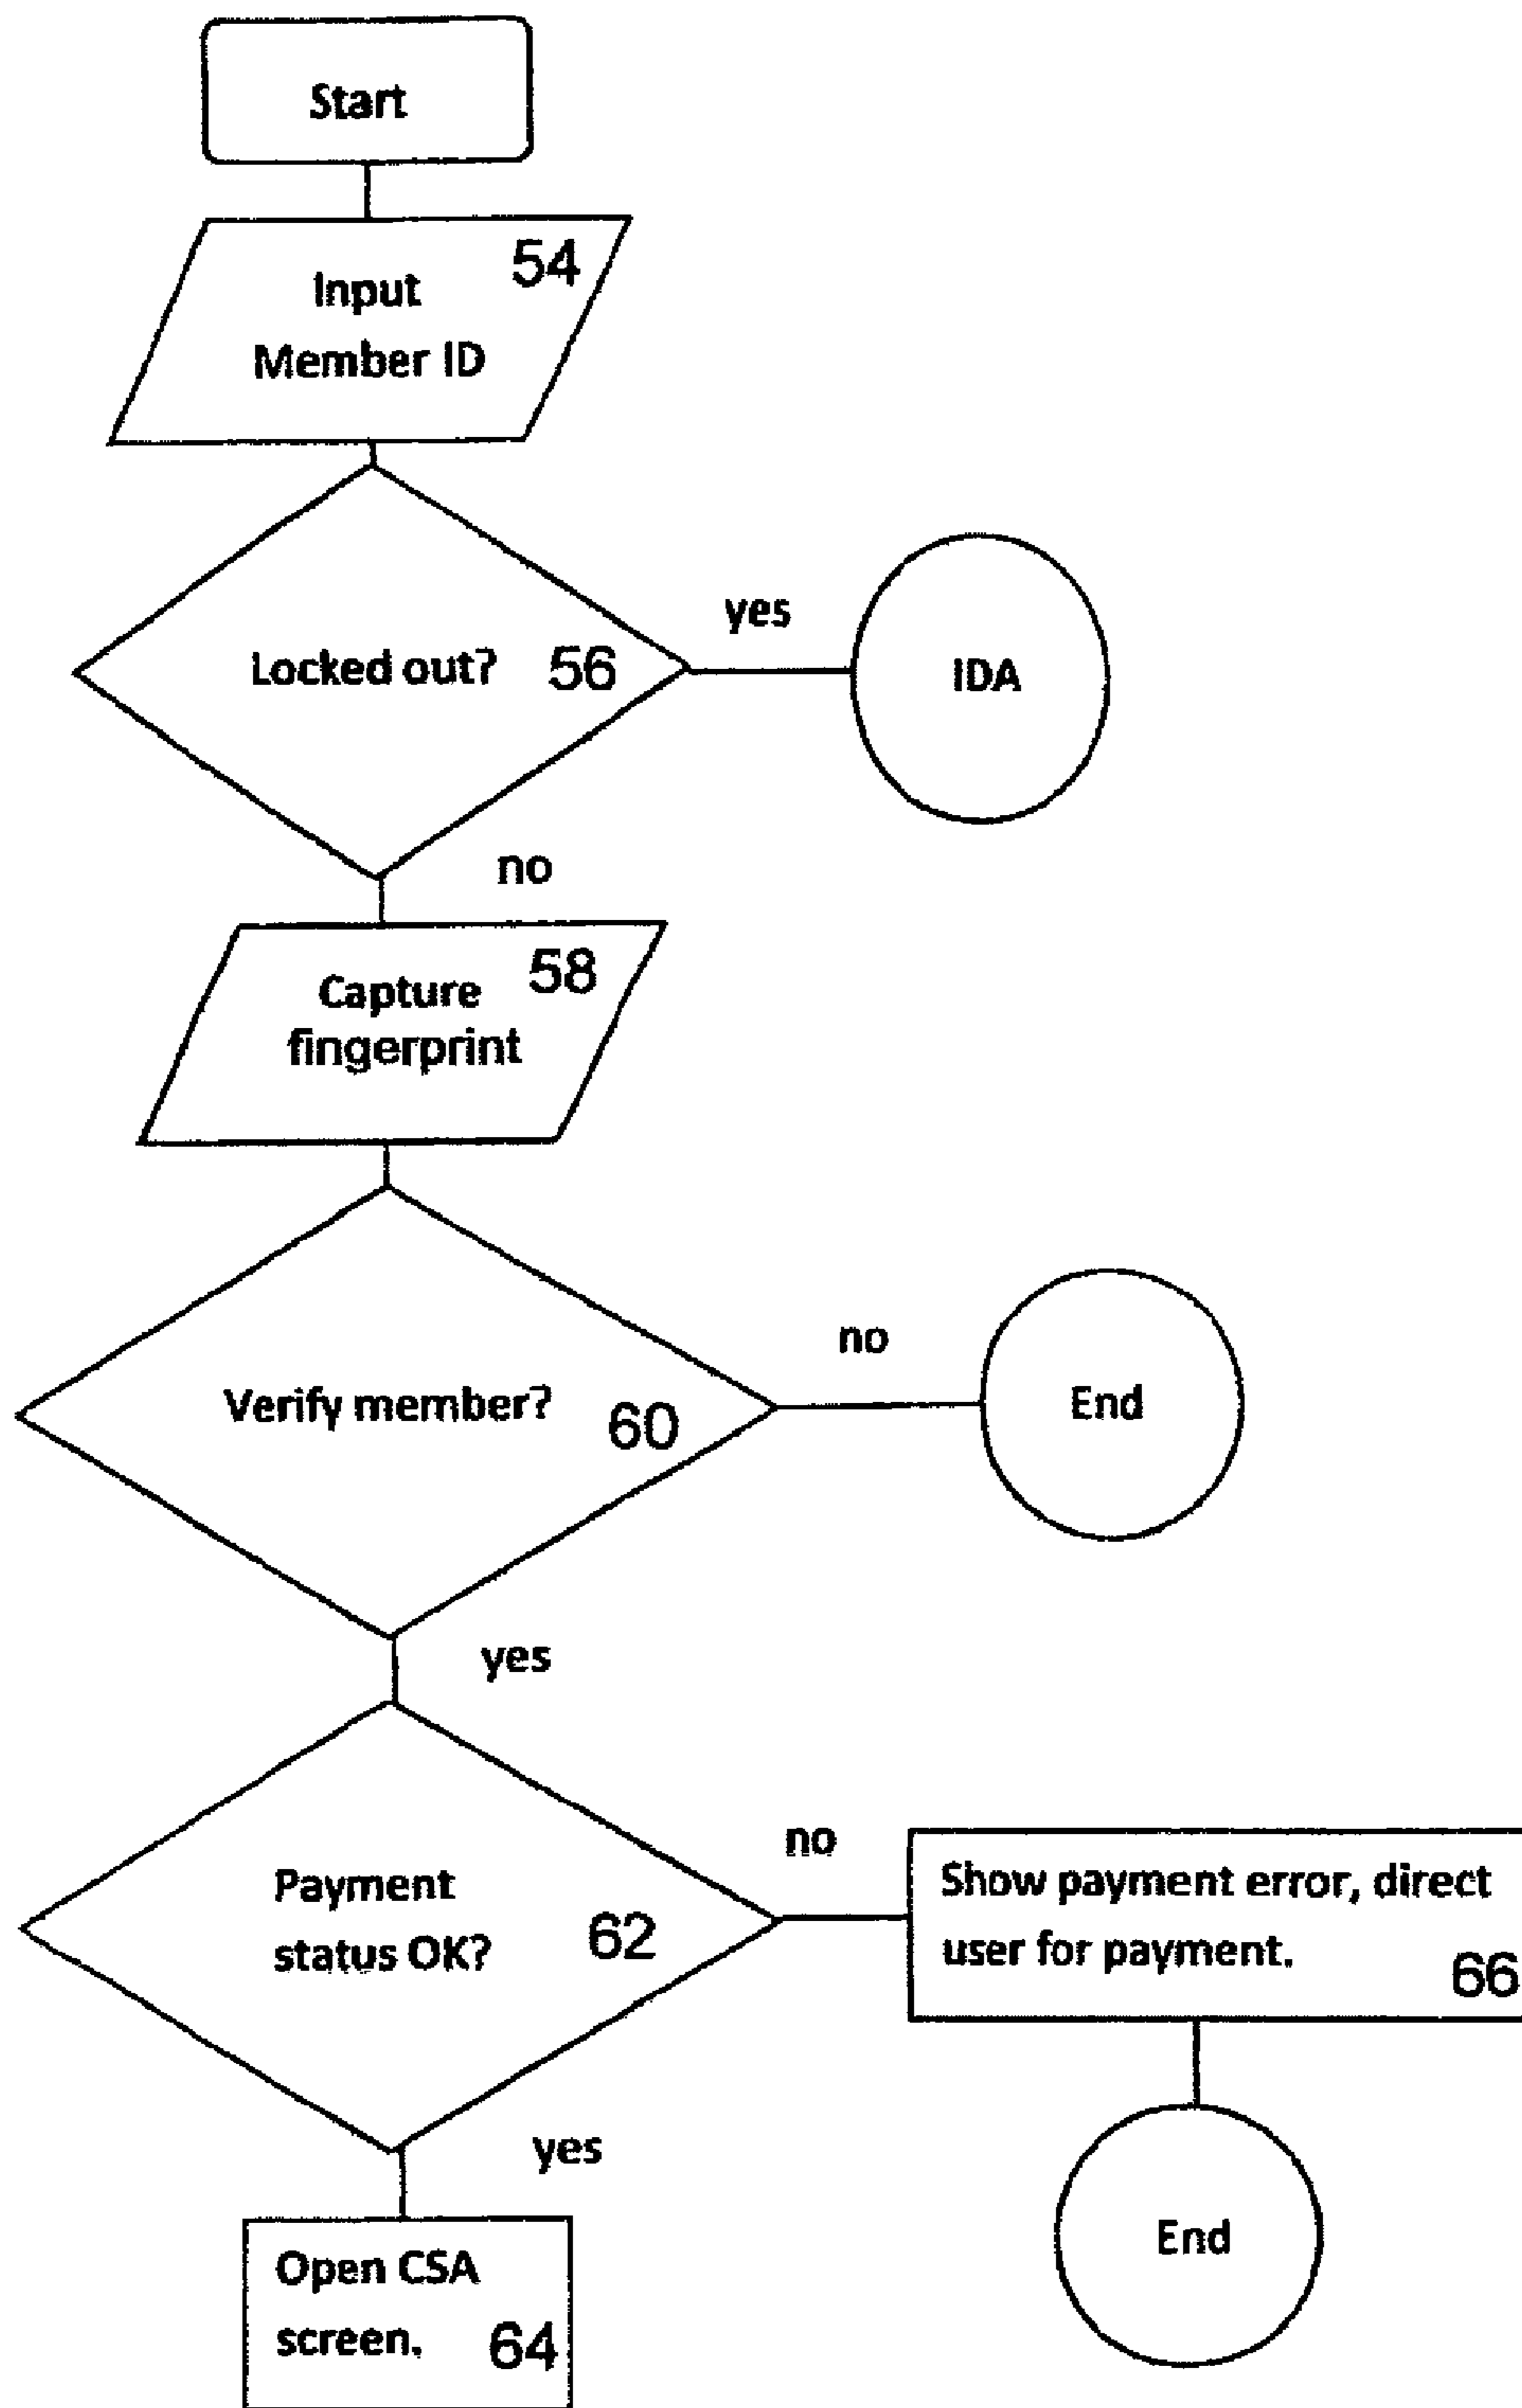 Start
54
Input
Member ID
yes
Locked out? 56
IDA
no
58
Capture
fingerprint
no
Verify member? 60
End
yes
no
Payment
status OK? 62
Show payment error, direct
user for payment.
66
yes
Open CSA
screen. 64
End